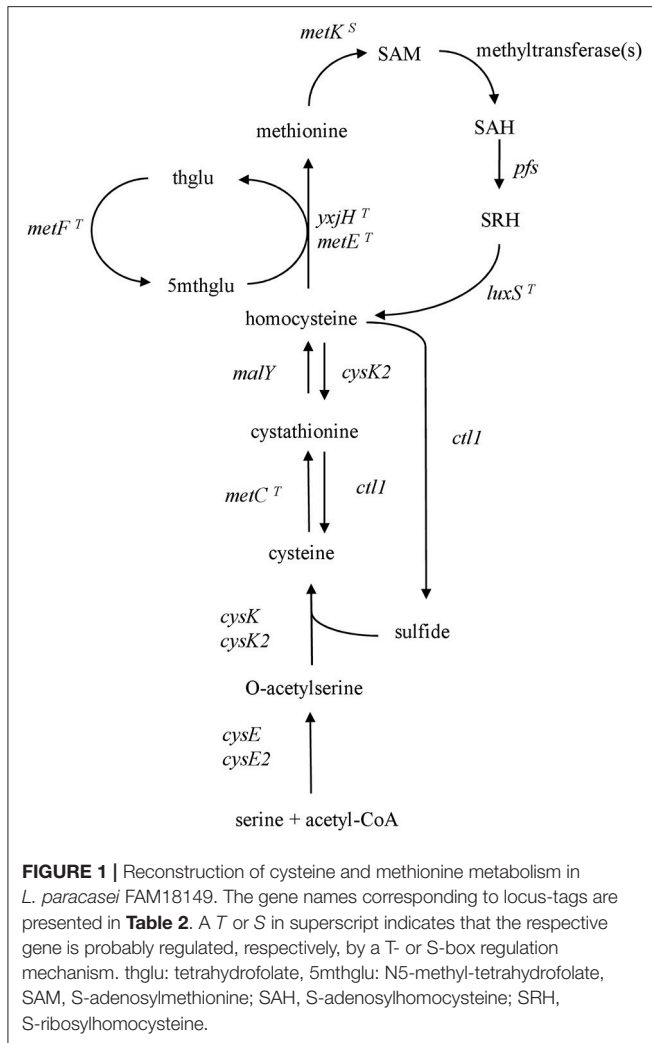 metK S
SAM
methyltransferase(s)
methionine
SAH
pfs
thglu
SRH
metF T
yxjH T
metE T
5mthglu
luxS T
homocysteine
malY
cysK2
cystathionine
ctl1
metC T
ctl1
cysteine
cysK
cysK2
sulfide
O-acetylserine
cysE
cysE2
serine + acetyl-CoA
FIGURE 1 | Reconstruction of cysteine and methionine metabolism in
L. paracasei FAM18149. The gene names corresponding to locus-tags are
presented in Table 2. A T or S in superscript indicates that the respective
gene is probably regulated, respectively, by a T- or S-box regulation
mechanism. thglu: tetrahydrofolate, 5mthglu: N5-methyl-tetrahydrofolate,
SAM, S-adenosylmethionine; SAH, S-adenosylhomocysteine; SRH,
S-ribosylhomocysteine.